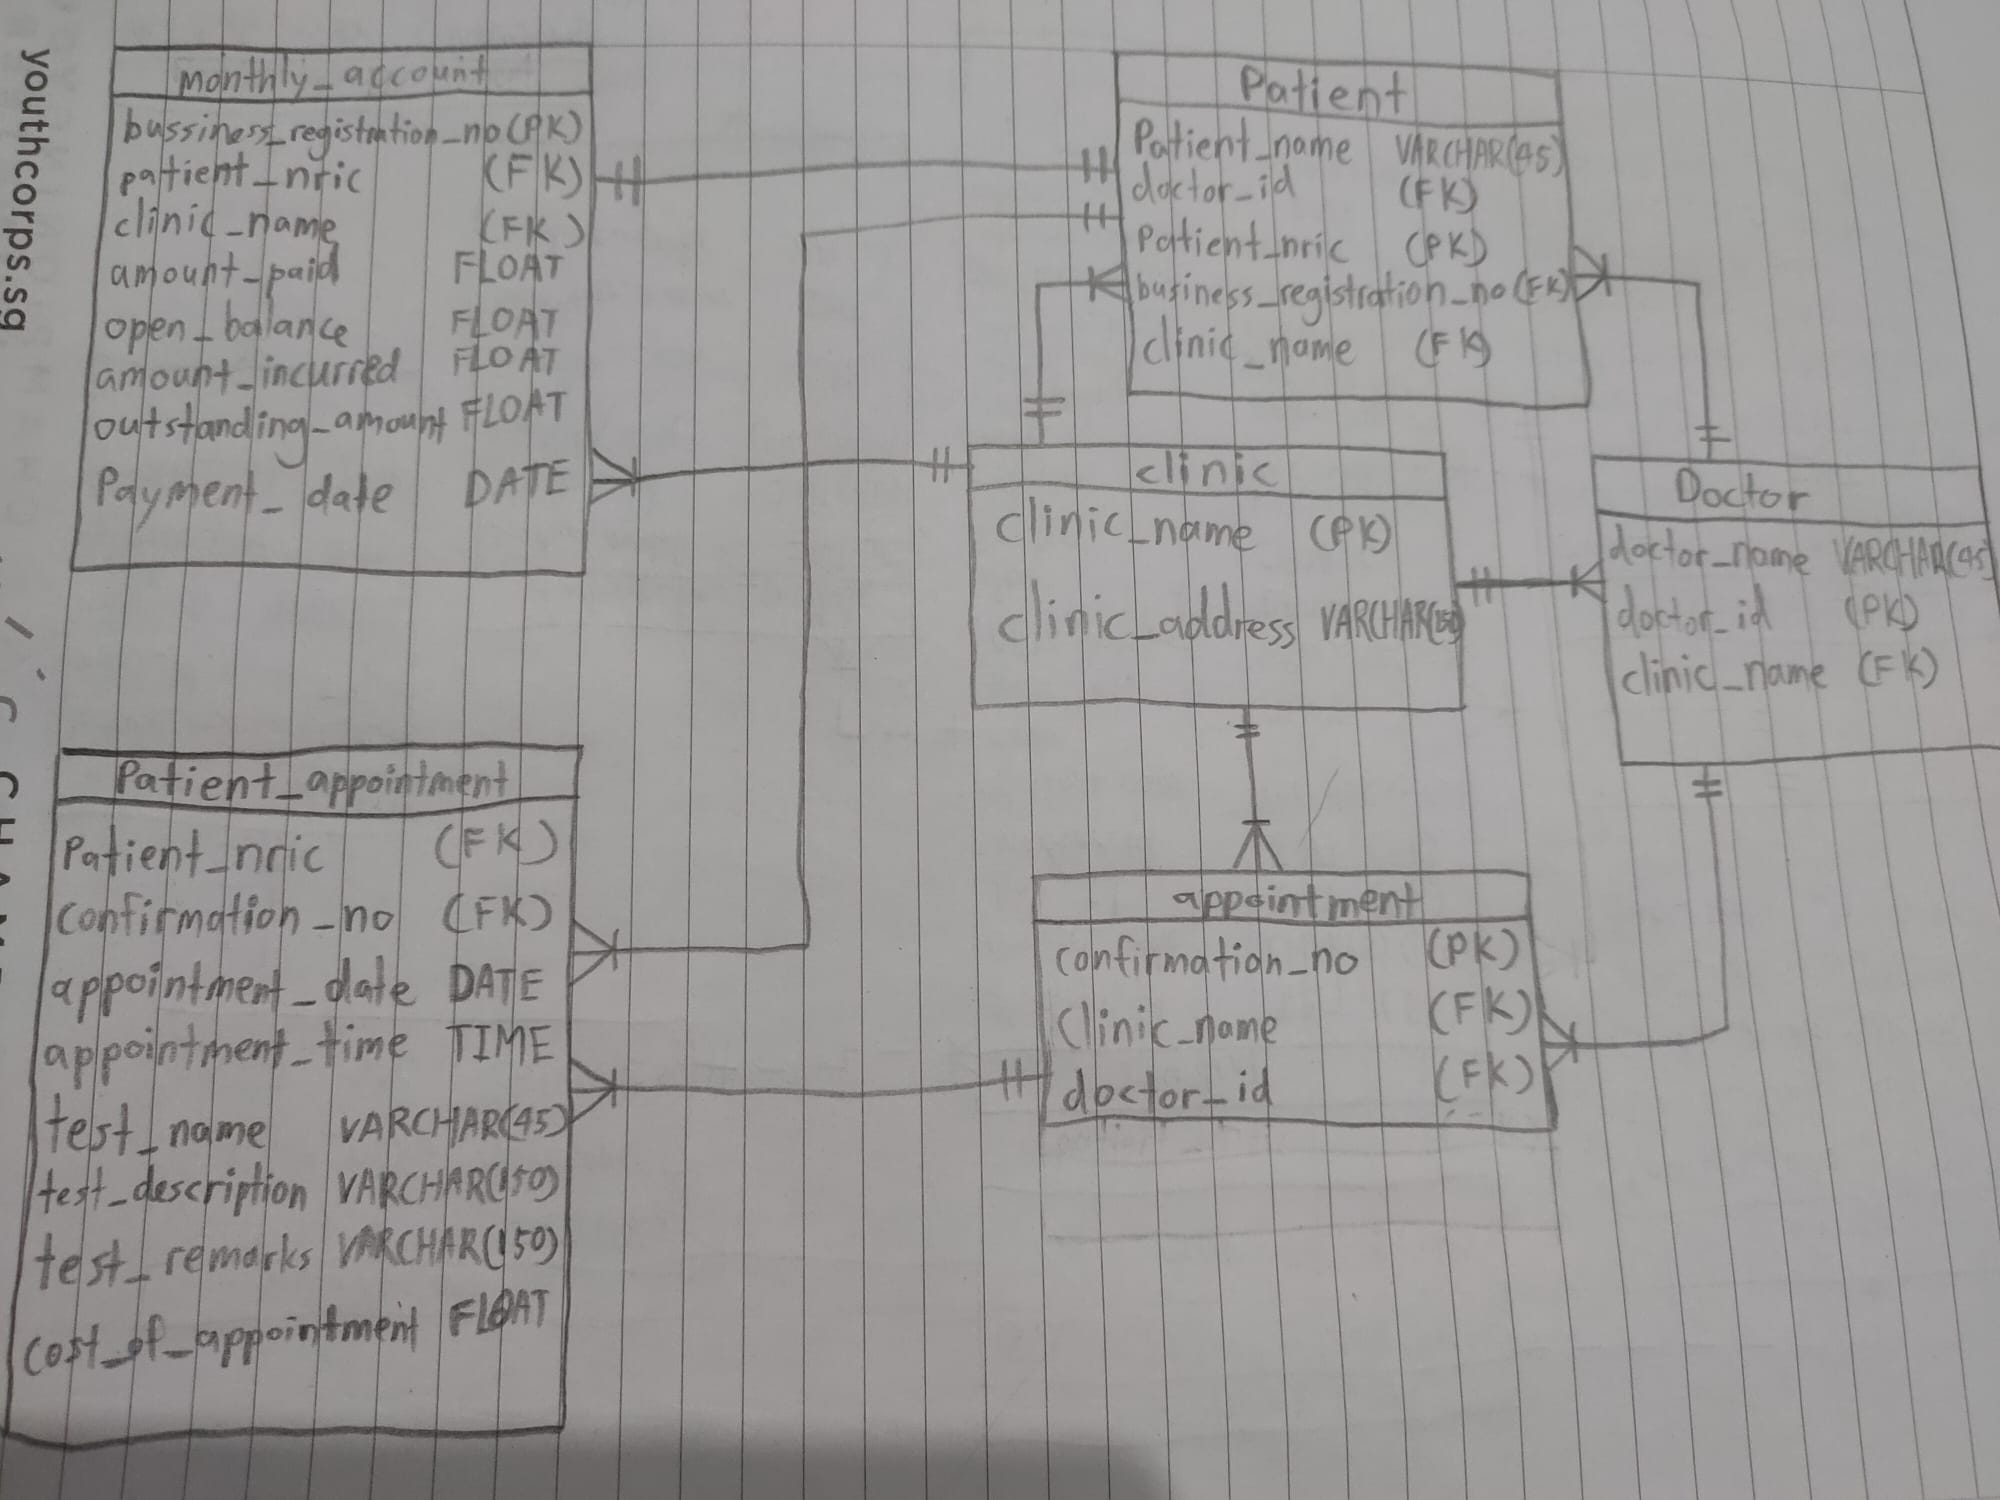 youthcorps.sg
monthly_account
bussiness_registration_no(PK)
patient_nric (FK)
clinic_name (FK)
amount_paid FLOAT
open_balance FLOAT
amount_incurred FLOAT
outstanding_amount FLOAT
Payment_date DATE
Patient
Patient_name VARCHAR(45)
doctor_id (FK)
Patient_nric (PK)
business_registration_no (FK)
clinic_name (FK)
clinic
clinic_name (PK)
clinic_address
Doctor
doctor_name VARCHAR(45)
doctor_id (PK)
clinic_name (FK)
Patient_appointment
Patient_nric (FK)
confirmation_no (FK)
appointment_date DATE
appointment_time TIME
test_name VARCHAR(45)
test_description VARCHAR(150)
test_remarks VARCHAR(150)
cost_of_appointment FLOAT
appointment
confirmation_no (PK)
Clinic_name (FK)
doctor_id (FK)